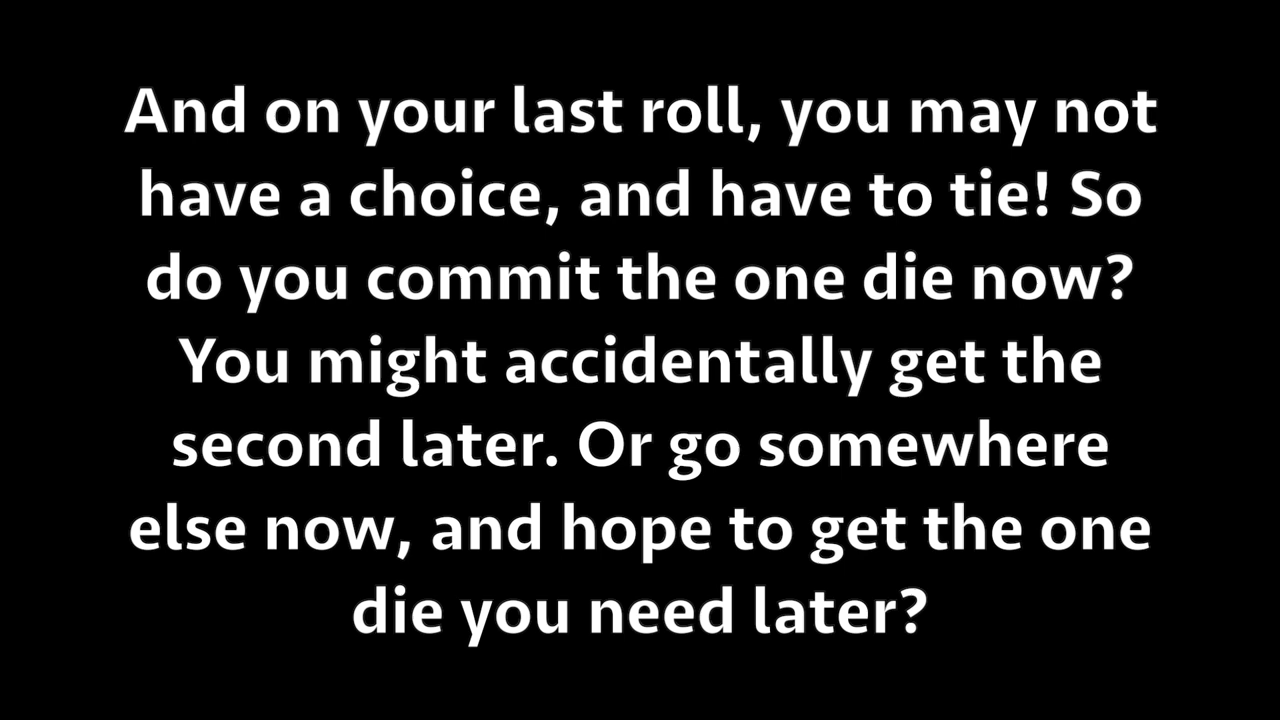 And on your last roll, you may not
have a choice, and have to tie! So
do you commit the one die now?
You might accidentally get the
second later. Or go somewhere
else now, and hope to get the one
die you need later?